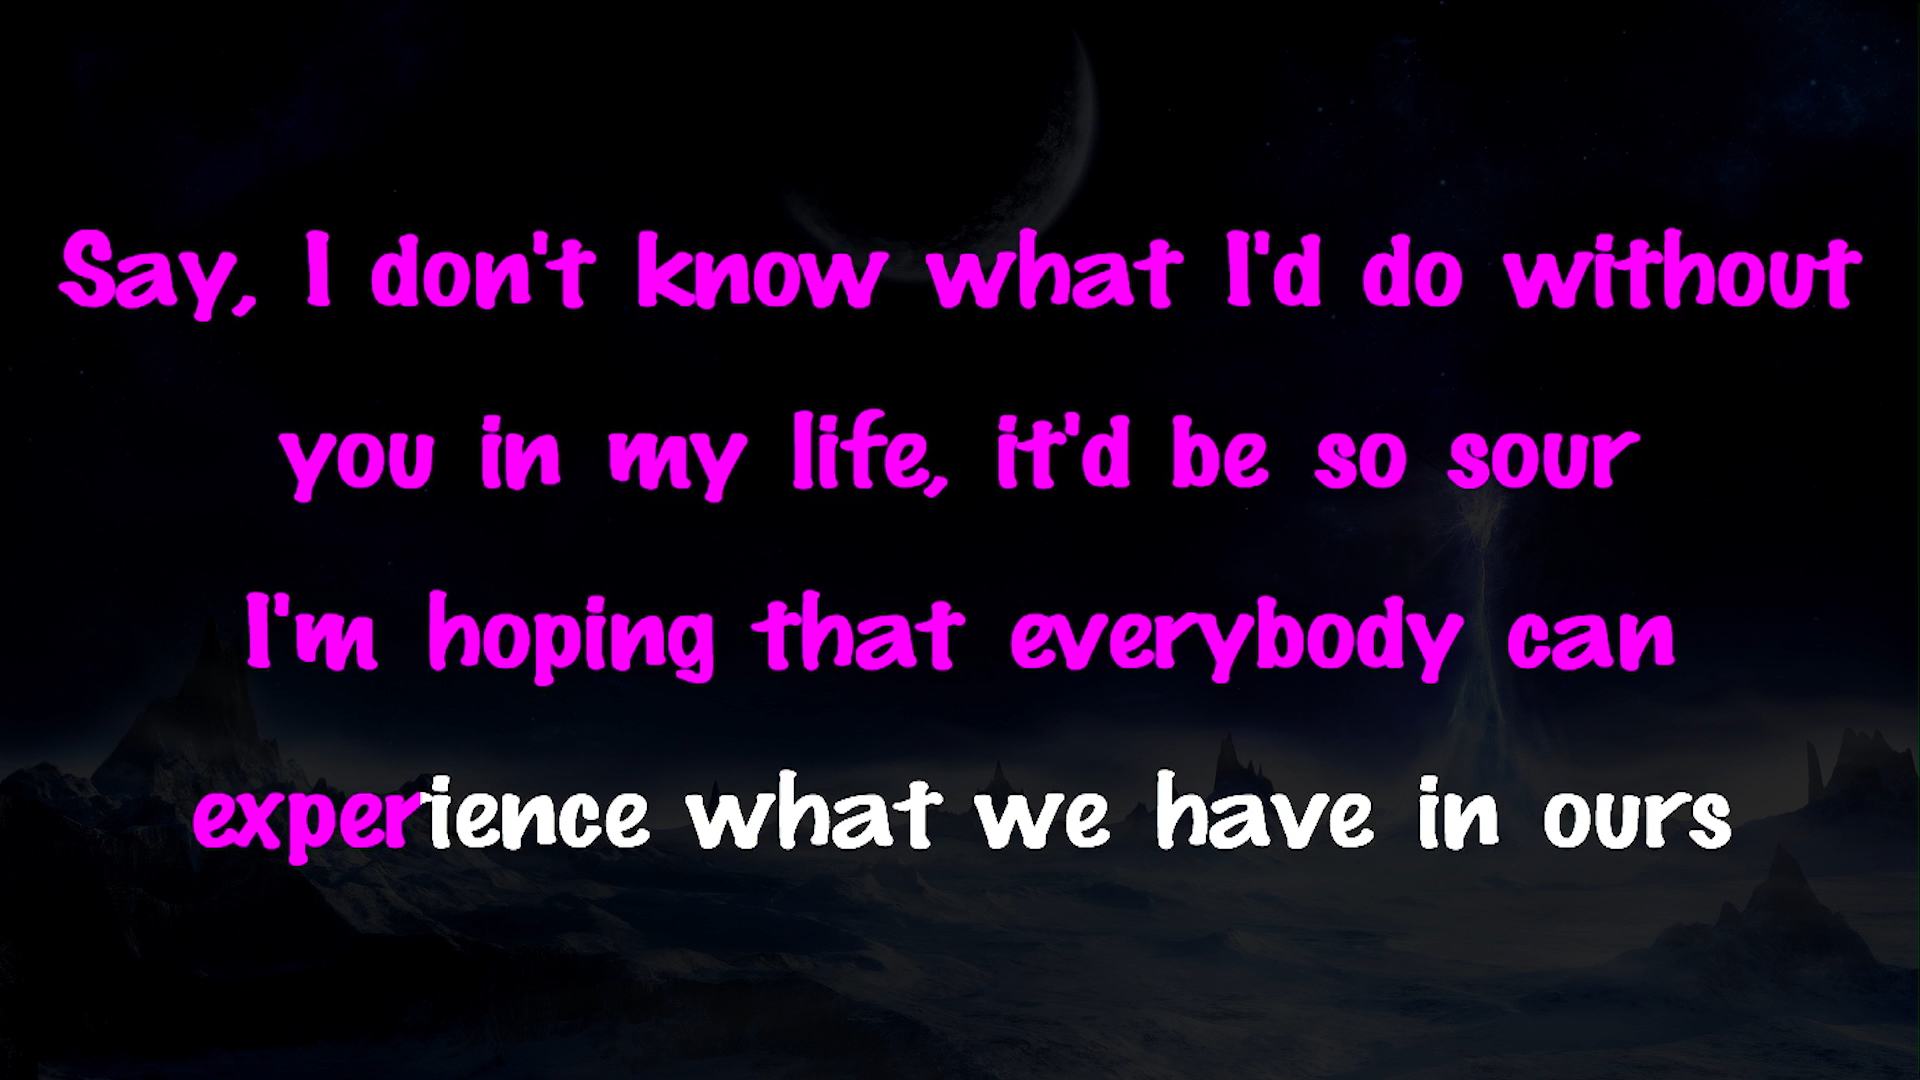 Say, I don't know what I'd do without
you in my life, it'd be so sour
I'm hoping that everybody can
experience what we have in ours